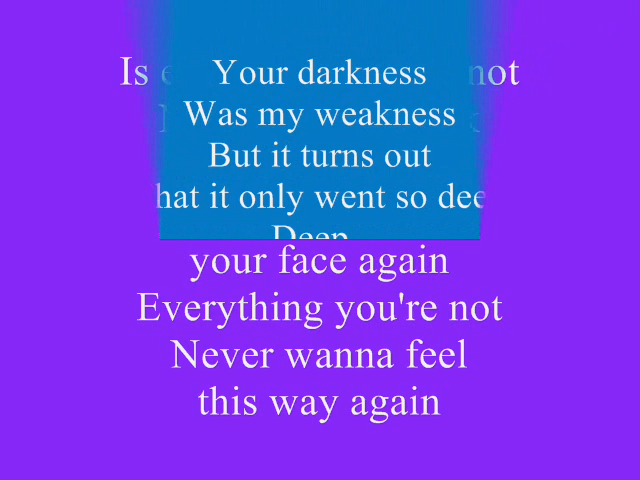 Is not
Your darkness
Was my weakness
But it turns out
hat it only went so dee
Deep
your face again
Everything you're not
Never wanna feel
this way again